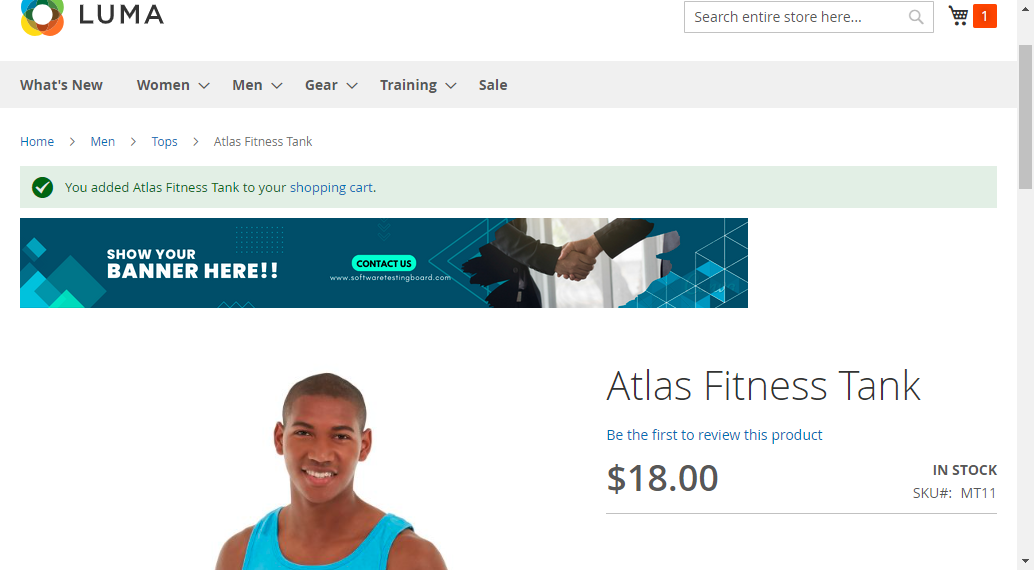 LUMA
Search entire store here...
1
What's New Women Men Gear Training Sale
Home > Men > Tops > Atlas Fitness Tank
You added Atlas Fitness Tank to your shopping cart.
SHOW YOUR
BANNER HERE!!
CONTACT US
www.softwaretestingboard.com
Atlas Fitness Tank
Be the first to review this product
$18.00
IN STOCK
SKU#: MT11